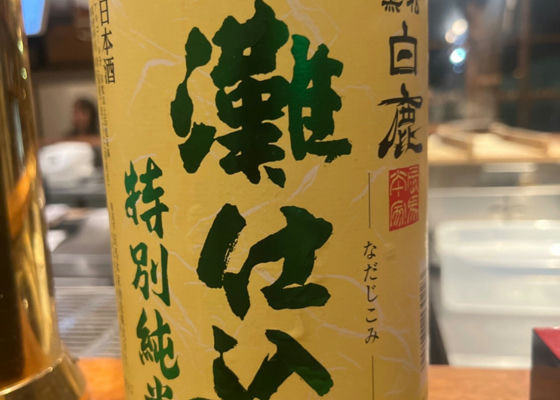 白鹿
なだじこみ
灘仕込
特別純米
日本酒